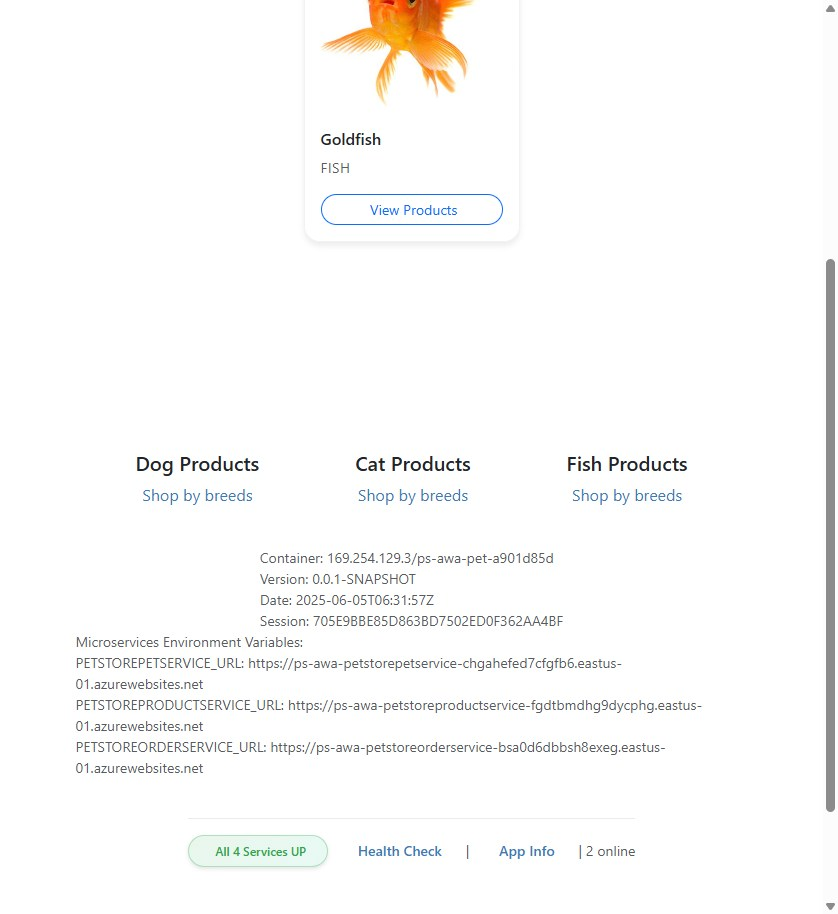 Goldfish
FISH
View Products
Dog Products
Cat Products
Fish Products
Shop by breeds
Shop by breeds
Shop by breeds
Container: 169.254.129.3/ps-awa-pet-a901d85d
Version: 0.0.1-SNAPSHOT
Date: 2025-06-05T06:31:57Z
Session: 705E9BBE85D863BD7502ED0F362AA4BF
Microservices Environment Variables:
PETSTOREPETSERVICE_URL: https://ps-awa-petstorepetservice-chgahefed7cfgfb6.eastus-
01.azurewebsites.net
PETSTOREPRODUCTSERVICE_URL: https://ps-awa-petstoreproductservice-fgdtbmdhg9dycphg.eastus-
01.azurewebsites.net
PETSTOREORDERSERVICE_URL: https://ps-awa-petstoreorderservice-bsa0d6dbbsh8exeg.eastus-
01.azurewebsites.net
All 4 Services UP
Health Check | App Info | 2 online